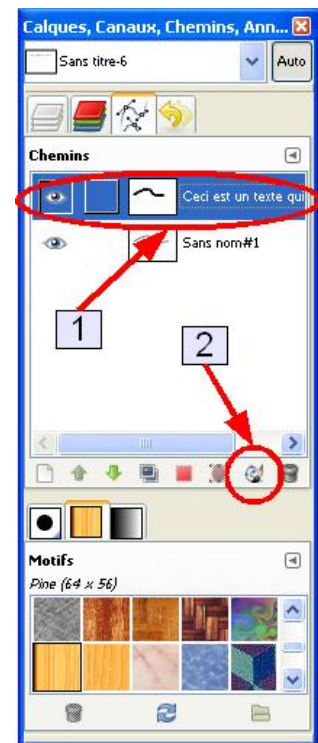 Calques, Canaux, Chemins, Ann...
Sans titre-6
Auto
Chemins
Ceci est un texte qui
Sans nom#1
1
2
Motifs
Pine (64 x 56)